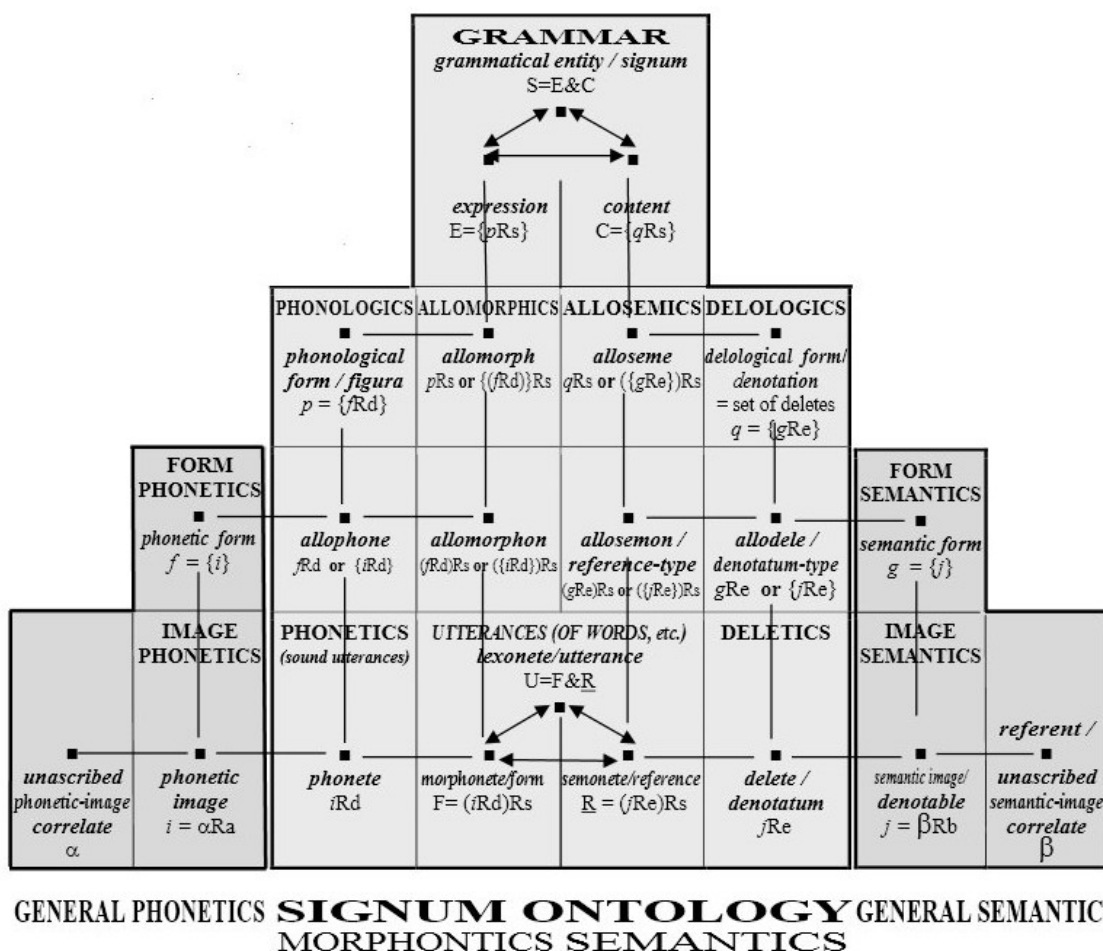 GRAMMAR
grammatical entity / signum
S=E&C
expression
E={pRs}
content
C={qRs}
PHONOLOGICS
phonological
form / figura
p = {fRd}
ALLOMORPHICS
allomorph
pRs or {(fRd)}Rs
ALLOSEMICS
alloseme
qRs or ({gRe})Rs
DELOLOGICS
delological form/
denotation
= set of deletes
q = {gRe}
FORM
PHONETICS
phonetic form
f = {i}
allophone
fRd or {iRd}
allomorphon
(fRd)Rs or ({iRd})Rs
allosemon /
reference-type
(gRe)Rs or ({jRe})Rs
allodele /
denotatum-type
gRe or {jRe}
FORM
SEMANTICS
semantic form
g = {j}
unascribed
phonetic-image
correlate
α
IMAGE
PHONETICS
phonetic
image
i = αRa
PHONETICS
(sound utterances)
phonete
iRd
UTTERANCES (OF WORDS, etc.)
lexonete/utterance
U=F&R
morphonete/form
F= (iRd)Rs
semonete/reference
R = (jRe)Rs
DELETICS
delete /
denotatum
jRe
IMAGE
SEMANTICS
semantic image/
denotable
j = βRb
referent /
unascribed
semantic-image
correlate
β
GENERAL PHONETICS
SIGNUM ONTOLOGY
MORPHONTICS SEMANTICS
GENERAL SEMANTIC